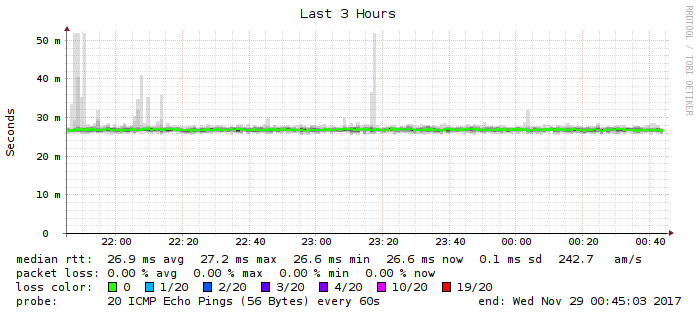 Last 3 Hours
RRDTOOL / TOBI OETIKER
Seconds
50 m
40 m
30 m
20 m
10 m
0
22:00 22:20 22:40 23:00 23:20 23:40 00:00 00:20 00:40
median rtt: 26.9 ms avg 27.2 ms max 26.6 ms min 26.6 ms now 0.1 ms sd 242.7 am/s
packet loss: 0.00 % avg 0.00 % max 0.00 % min 0.00 % now
loss color: 0 1/20 2/20 3/20 4/20 10/20 19/20
probe: 20 ICMP Echo Pings (56 Bytes) every 60s end: Wed Nov 29 00:45:03 2017